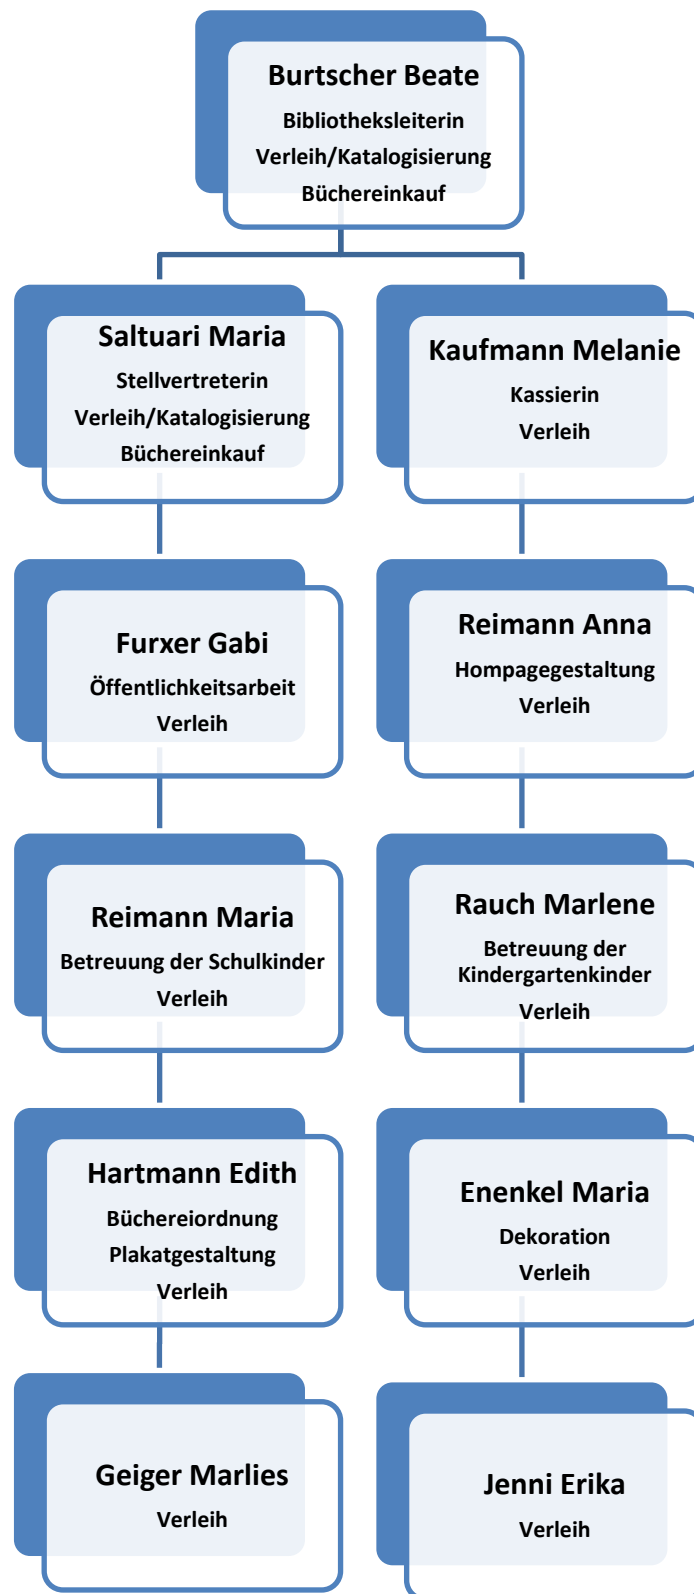 Burtscher Beate
Bibliotheksleiterin
Verleih/Katalogisierung
Büchereinkauf
Saltuari Maria
Stellvertreterin
Verleih/Katalogisierung
Büchereinkauf
Kaufmann Melanie
Kassierin
Verleih
Furxer Gabi
Öffentlichkeitsarbeit
Verleih
Reimann Anna
Hompagegestaltung
Verleih
Reimann Maria
Betreuung der Schulkinder
Verleih
Rauch Marlene
Betreuung der
Kindergartenkinder
Verleih
Hartmann Edith
Büchereiordnung
Plakatgestaltung
Verleih
Enenkel Maria
Dekoration
Verleih
Geiger Marlies
Verleih
Jenni Erika
Verleih